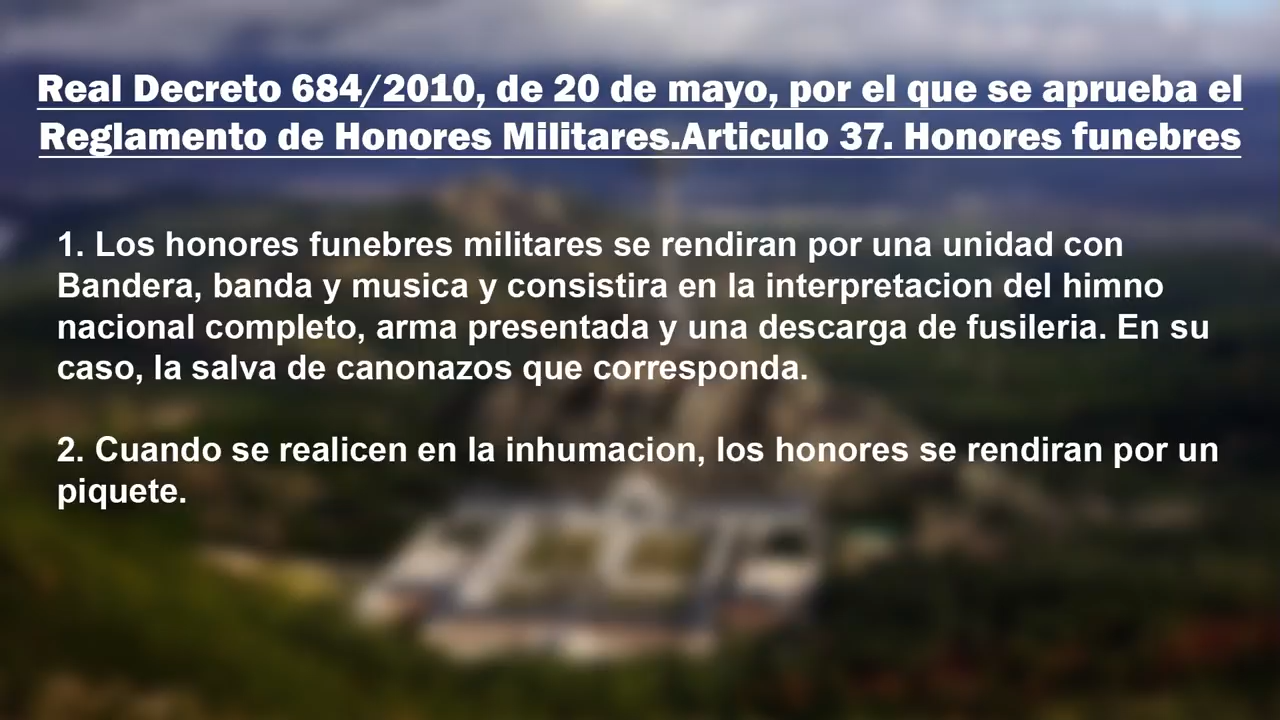 Real Decreto 684/2010, de 20 de mayo, por el que se aprueba el
Reglamento de Honores Militares.Articulo 37. Honores funebres
1. Los honores funebres militares se rendiran por una unidad con
Bandera, banda y musica y consistira en la interpretacion del himno
nacional completo, arma presentada y una descarga de fusileria. En su
caso, la salva de canonazos que corresponda.
2. Cuando se realicen en la inhumacion, los honores se rendiran por un
piquete.